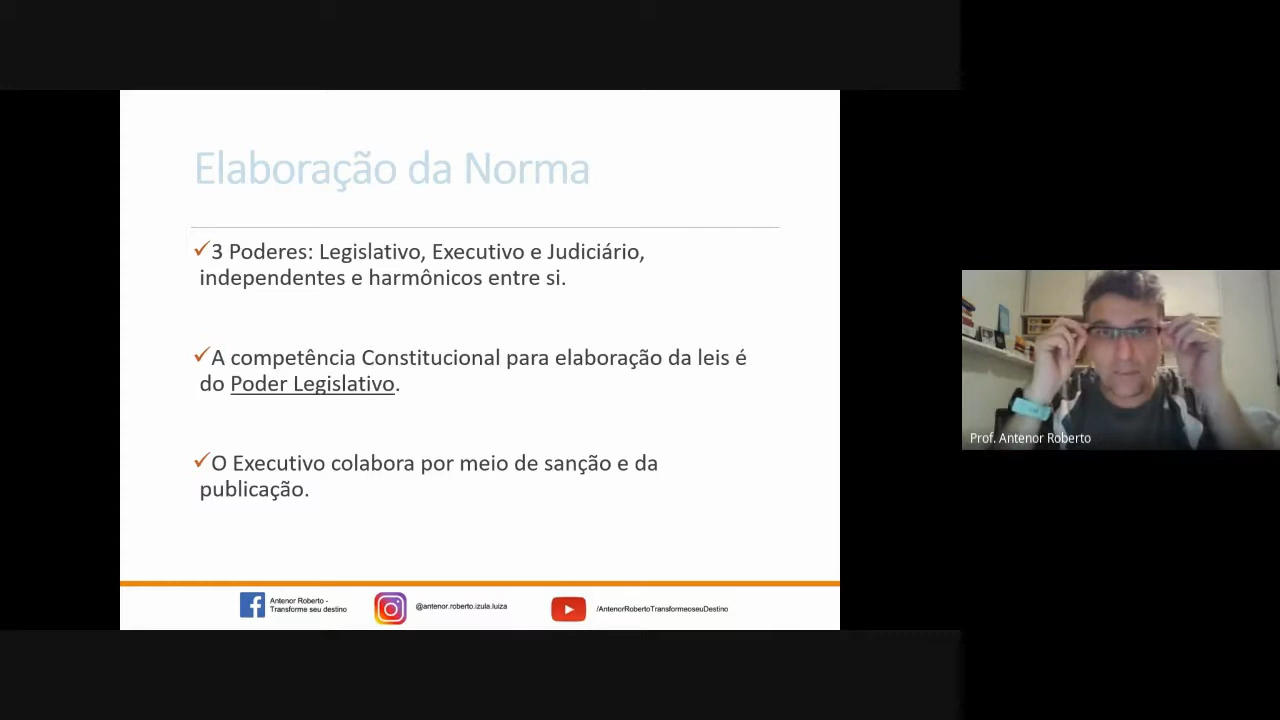 Elaboração da Norma
3 Poderes: Legislativo, Executivo e Judiciário,
independentes e harmônicos entre si.
A competência Constitucional para elaboração da leis é
do Poder Legislativo.
O Executivo colabora por meio de sanção e da
publicação.
Antenor Roberto -
Transforme seu destino
@antenor.roberto.izula.luiza
/AntenorRobertoTransformeoseuDestino
Prof. Antenor Roberto